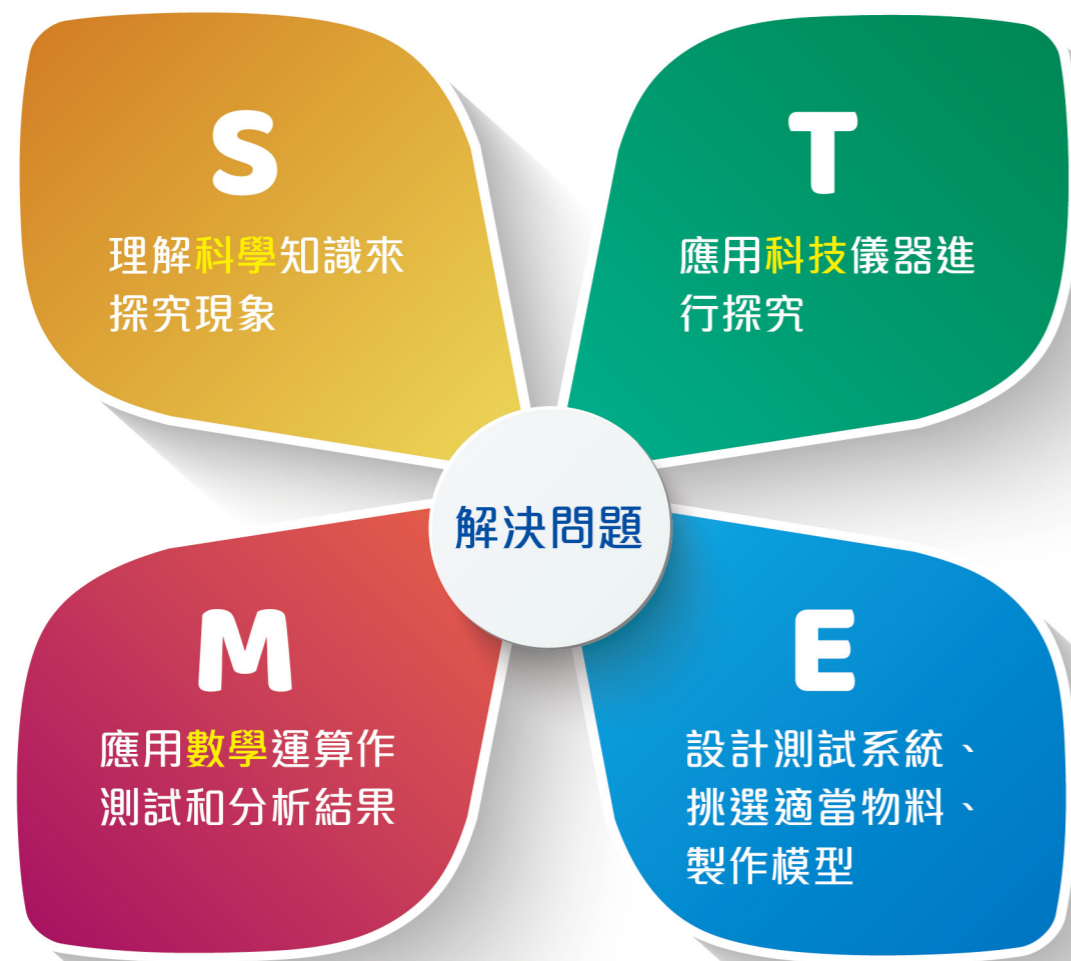 S
理解科學知識來
探究現象
T
應用科技儀器進
行探究
解決問題
M
應用數學運算作
測試和分析結果
E
設計測試系統、
挑選適當物料、
製作模型